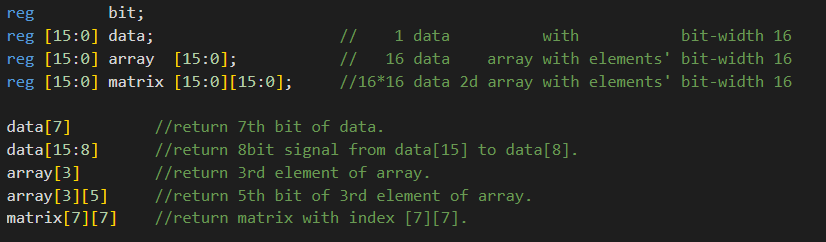 reg        bit;
reg [15:0] data;                    //    1 data          with           bit-width 16
reg [15:0] array  [15:0];           //   16 data    array with elements' bit-width 16
reg [15:0] matrix [15:0][15:0];     //16*16 data 2d array with elements' bit-width 16
data[7]         //return 7th bit of data.
data[15:8]      //return 8bit signal from data[15] to data[8].
array[3]        //return 3rd element of array.
array[3][5]     //return 5th bit of 3rd element of array.
matrix[7][7]    //return matrix with index [7][7].